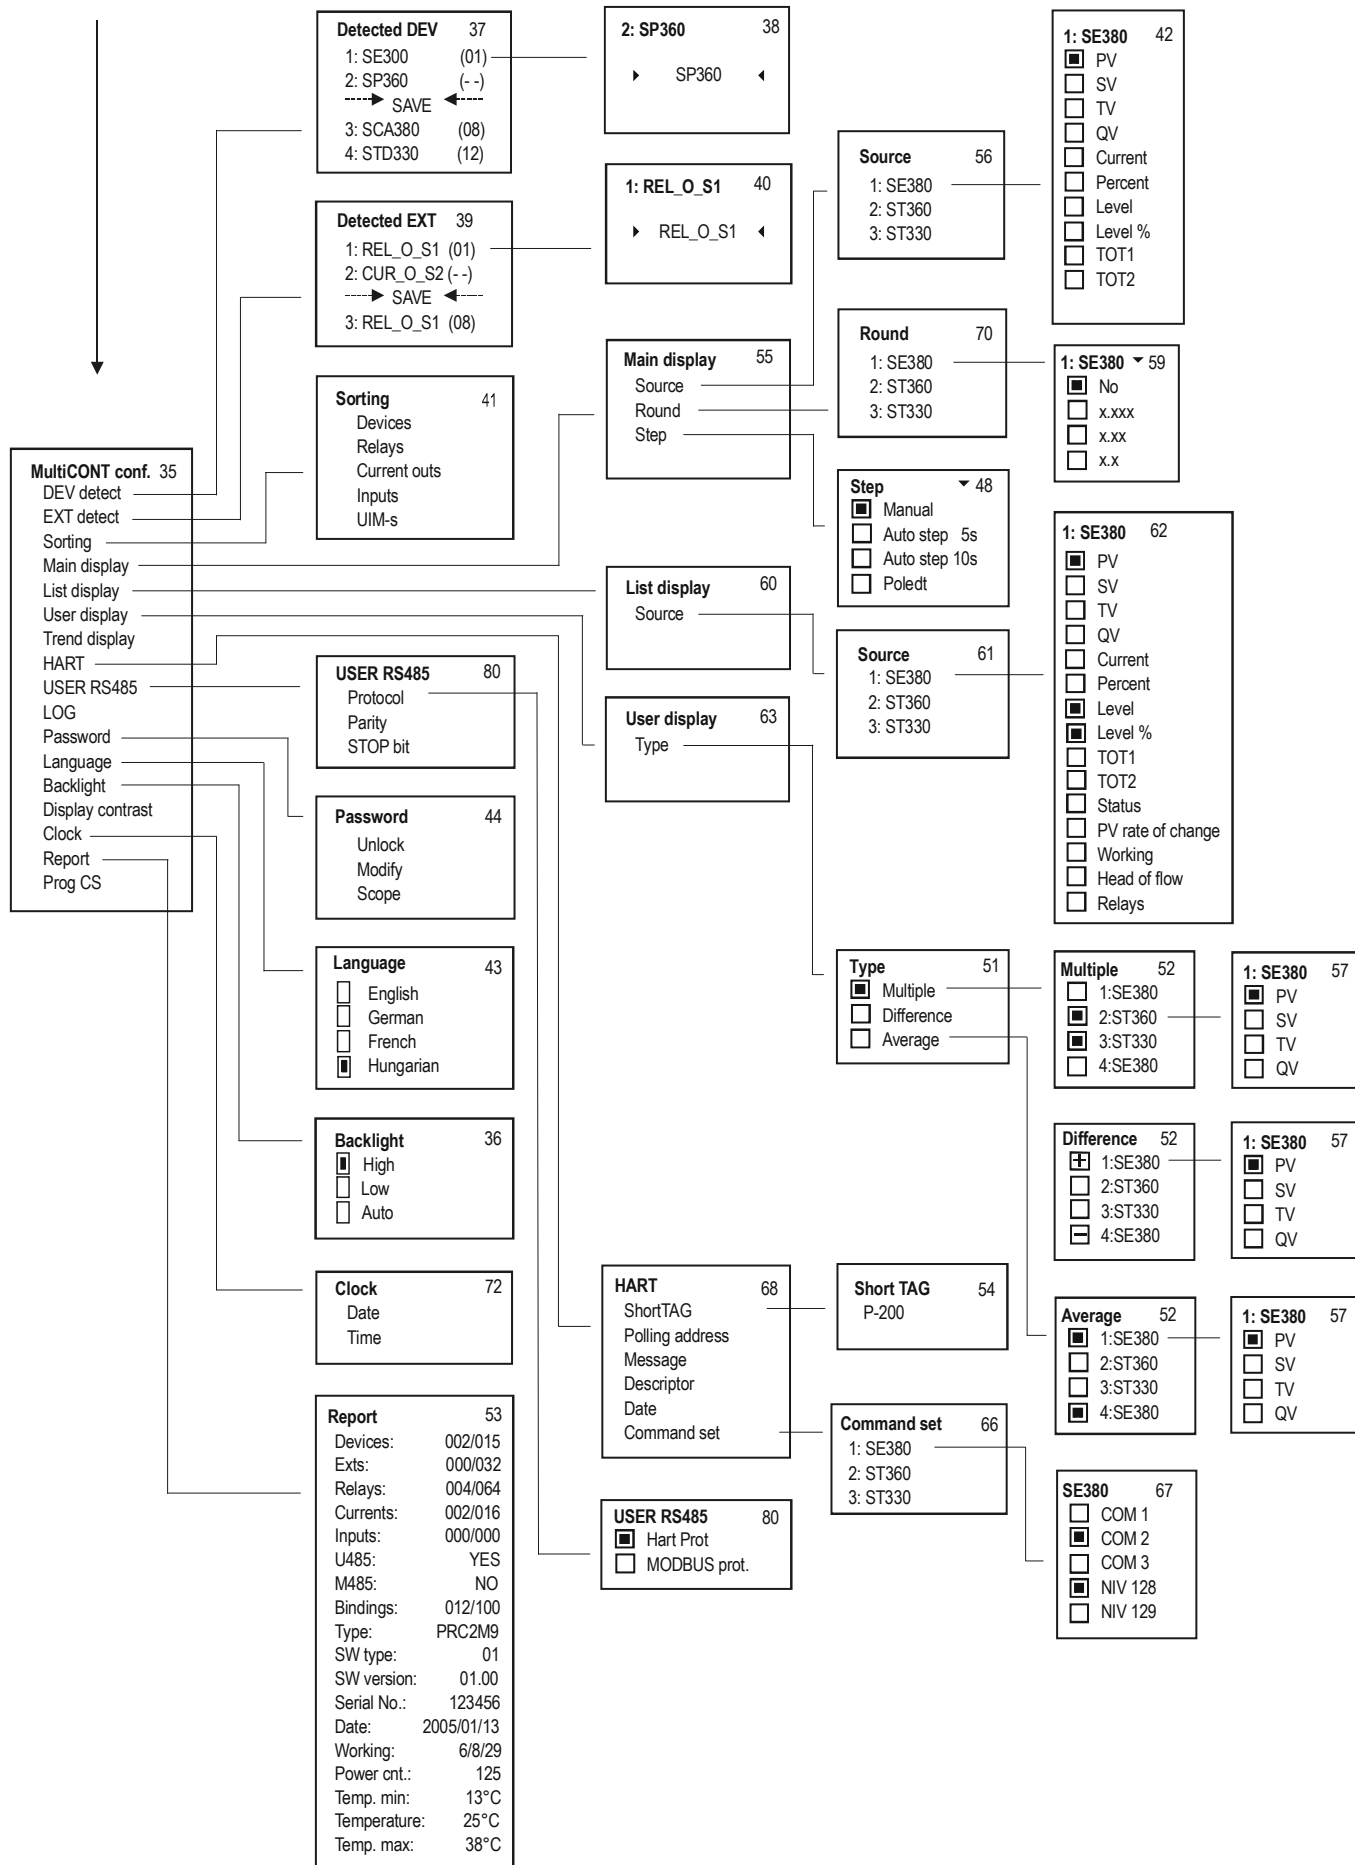 Detected DEV 37
1: SE300 (01)
2: SP360 (- -)
SAVE
3: SCA380 (08)
4: STD330 (12)
2: SP360 38
SP360
1: SE380 42
PV
SV
TV
QV
Current
Percent
Level
Level %
TOT1
TOT2
Detected EXT 39
1: REL_O_S1 (01)
2: CUR_O_S2 (- -)
SAVE
3: REL_O_S1 (08)
1: REL_O_S1 40
REL_O_S1
Source 56
1: SE380
2: ST360
3: ST330
Sorting 41
Devices
Relays
Current outs
Inputs
UIM-s
Main display 55
Source
Round
Step
Round 70
1: SE380
2: ST360
3: ST330
1: SE380 59
No
x.xxx
x.xx
x.x
MultiCONT conf. 35
DEV detect
EXT detect
Sorting
Main display
List display
User display
Trend display
HART
USER RS485
LOG
Password
Language
Backlight
Display contrast
Clock
Report
Prog CS
Step 48
Manual
Auto step 5s
Auto step 10s
Poledt
List display 60
Source
Source 61
1: SE380
2: ST360
3: ST330
1: SE380 62
PV
SV
TV
QV
Current
Percent
Level
Level %
TOT1
TOT2
Status
PV rate of change
Working
Head of flow
Relays
USER RS485 80
Protocol
Parity
STOP bit
User display 63
Type
Password 44
Unlock
Modify
Scope
Language 43
English
German
French
Hungarian
Type 51
Multiple
Difference
Average
Multiple 52
1:SE380
2:ST360
3:ST330
4:SE380
1: SE380 57
PV
SV
TV
QV
Backlight 36
High
Low
Auto
Difference 52
1:SE380
2:ST360
3:ST330
4:SE380
1: SE380 57
PV
SV
TV
QV
Clock 72
Date
Time
HART 68
ShortTAG
Polling address
Message
Descriptor
Date
Command set
Short TAG 54
P-200
Average 52
1:SE380
2:ST360
3:ST330
4:SE380
1: SE380 57
PV
SV
TV
QV
Report 53
Devices: 002/015
Exts: 000/032
Relays: 004/064
Currents: 002/016
Inputs: 000/000
U485: YES
M485: NO
Bindings: 012/100
Type: PRC2M9
SW type: 01
SW version: 01.00
Serial No.: 123456
Date: 2005/01/13
Working: 6/8/29
Power cnt.: 125
Temp. min: 13°C
Temperature: 25°C
Temp. max: 38°C
Command set 66
1: SE380
2: ST360
3: ST330
USER RS485 80
Hart Prot
MODBUS prot.
SE380 67
COM 1
COM 2
COM 3
NIV 128
NIV 129